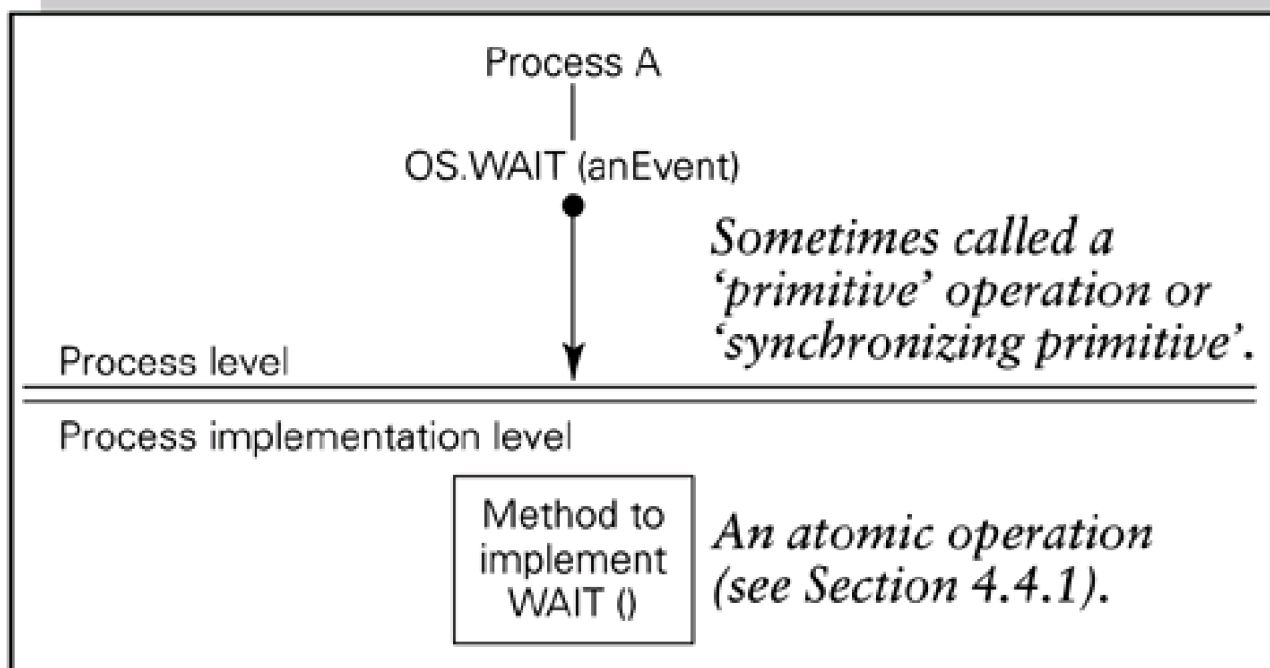 Process A
OS.WAIT (anEvent)
Sometimes called a
‘primitive’ operation or
‘synchronizing primitive’.
Process level
Process implementation level
Method to
implement
WAIT ()
An atomic operation
(see Section 4.4.1).